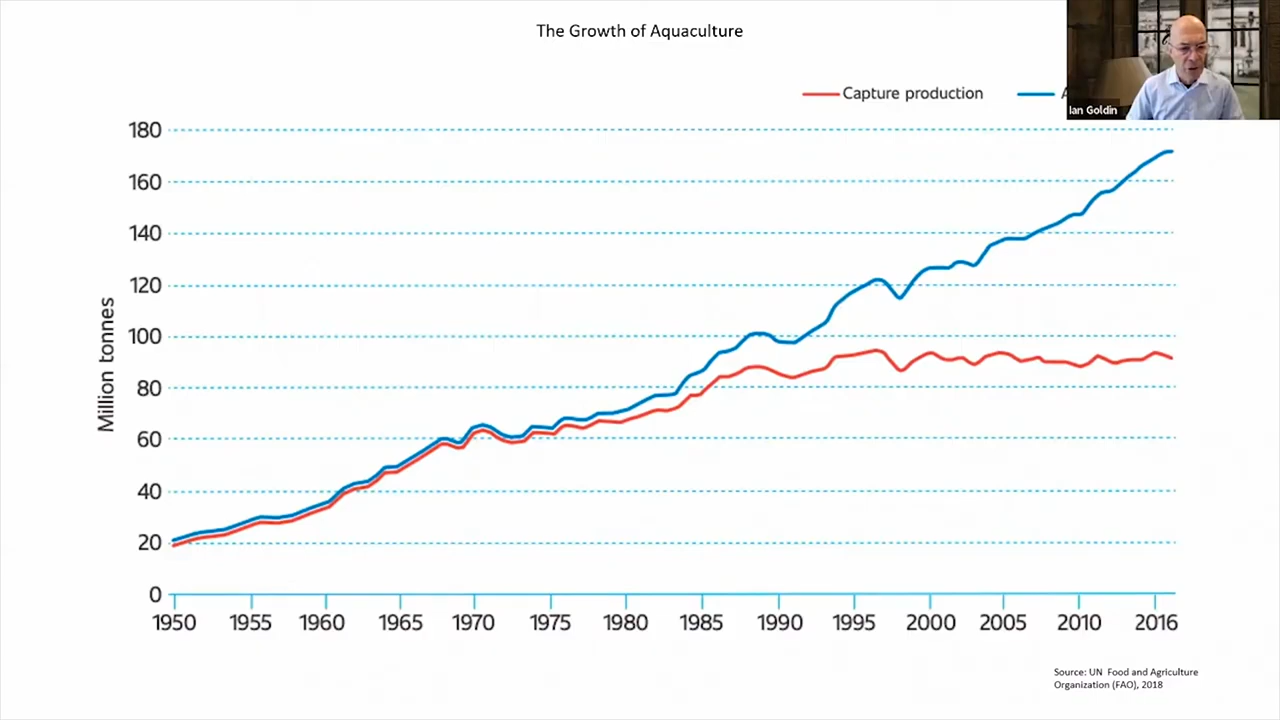 The Growth of Aquaculture
Capture production
Ian Goldin
Million tonnes
180
160
140
120
100
80
60
40
20
0
1950 1955 1960 1965 1970 1975 1980 1985 1990 1995 2000 2005 2010 2016
Source: UN Food and Agriculture
Organization (FAO), 2018